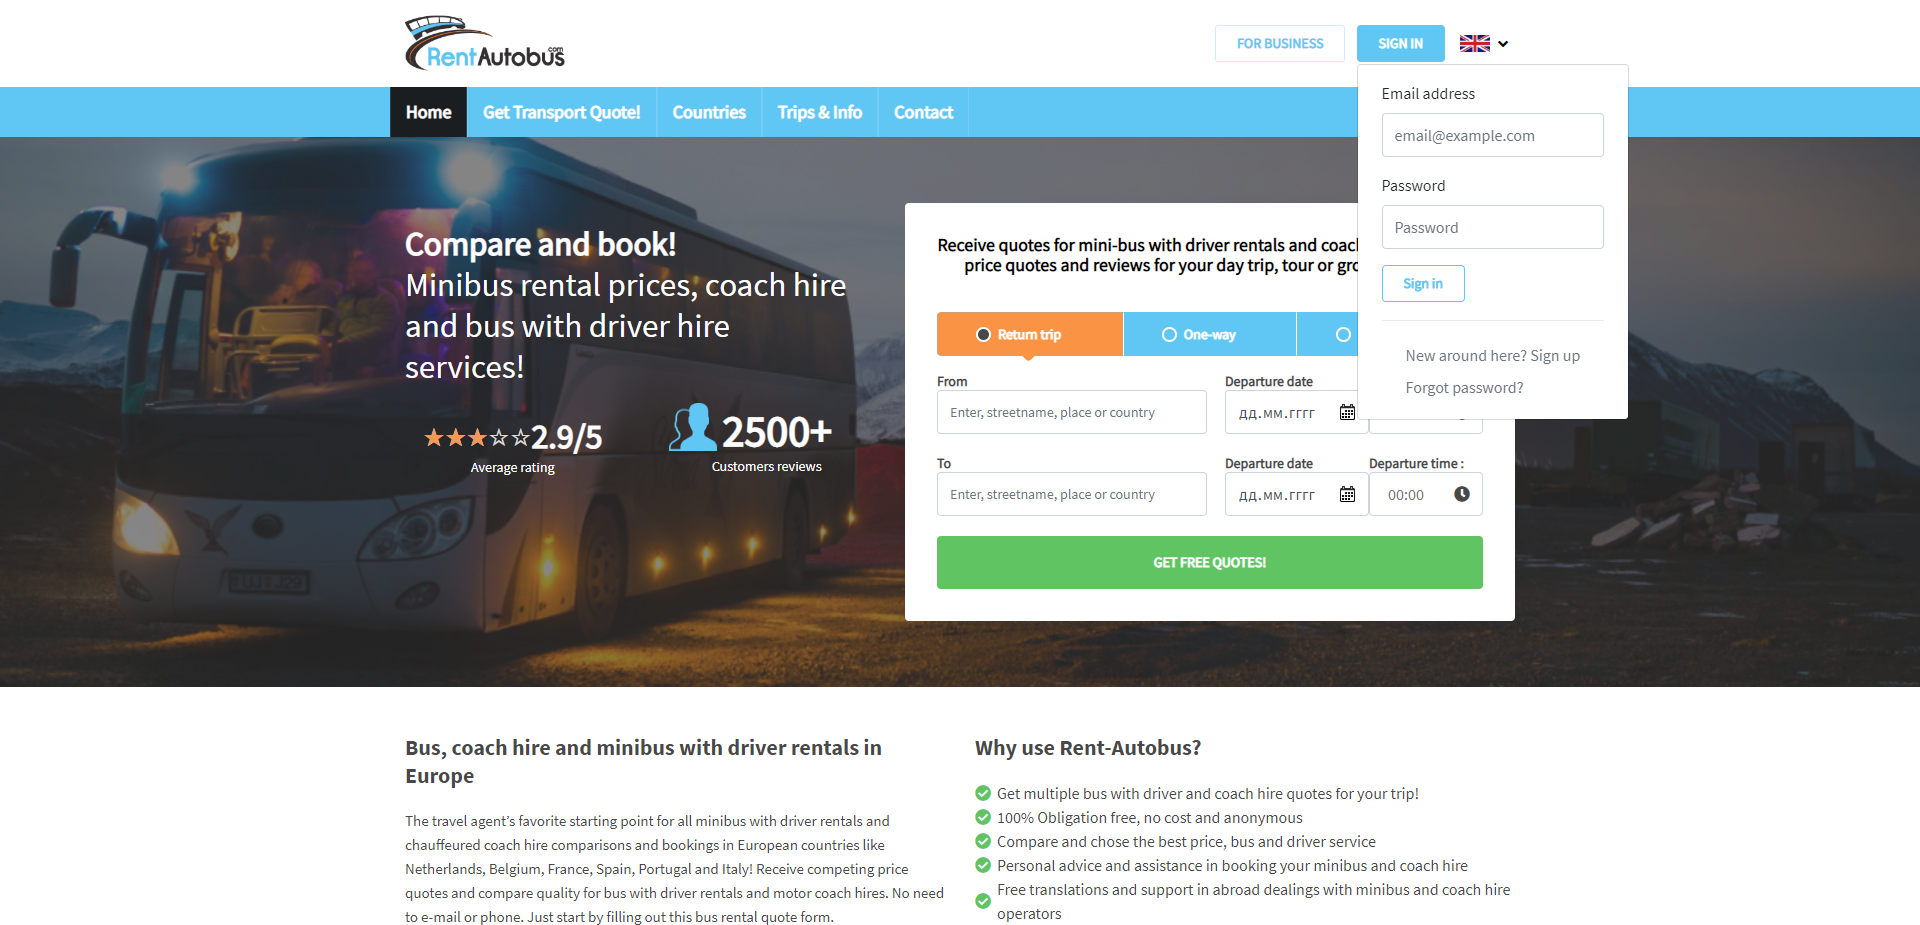 RentAutobus
.com
FOR BUSINESS
SIGN IN
Home
Get Transport Quote!
Countries
Trips & Info
Contact
Email address
email@example.com
Password
Password
Sign in
New around here? Sign up
Forgot password?
Compare and book!
Minibus rental prices, coach hire
and bus with driver hire
services!
2.9/5
Average rating
2500+
Customers reviews
Receive quotes for mini-bus with driver rentals and
price quotes and reviews for your day trip, tour or
Return trip
One-way
From
Departure date
Enter, streetname, place or country
ДД.ММ.ГГГГ
To
Departure date
Departure time :
Enter, streetname, place or country
ДД.ММ.ГГГГ
00:00
GET FREE QUOTES!
Bus, coach hire and minibus with driver rentals in
Europe
The travel agent’s favorite starting point for all minibus with driver rentals and
chauffeured coach hire comparisons and bookings in European countries like
Netherlands, Belgium, France, Spain, Portugal and Italy! Receive competing price
quotes and compare quality for bus with driver rentals and motor coach hires. No need
to e-mail or phone. Just start by filling out this bus rental quote form.
Why use Rent-Autobus?
Get multiple bus with driver and coach hire quotes for your trip!
100% Obligation free, no cost and anonymous
Compare and chose the best price, bus and driver service
Personal advice and assistance in booking your minibus and coach hire
Free translations and support in abroad dealings with minibus and coach hire
operators